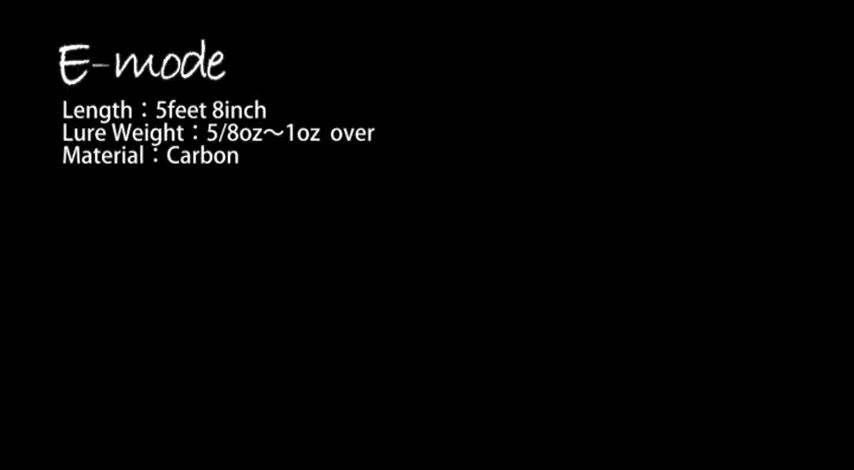 E-mode
Length：5feet 8inch
Lure Weight：5/8oz～1oz over
Material：Carbon